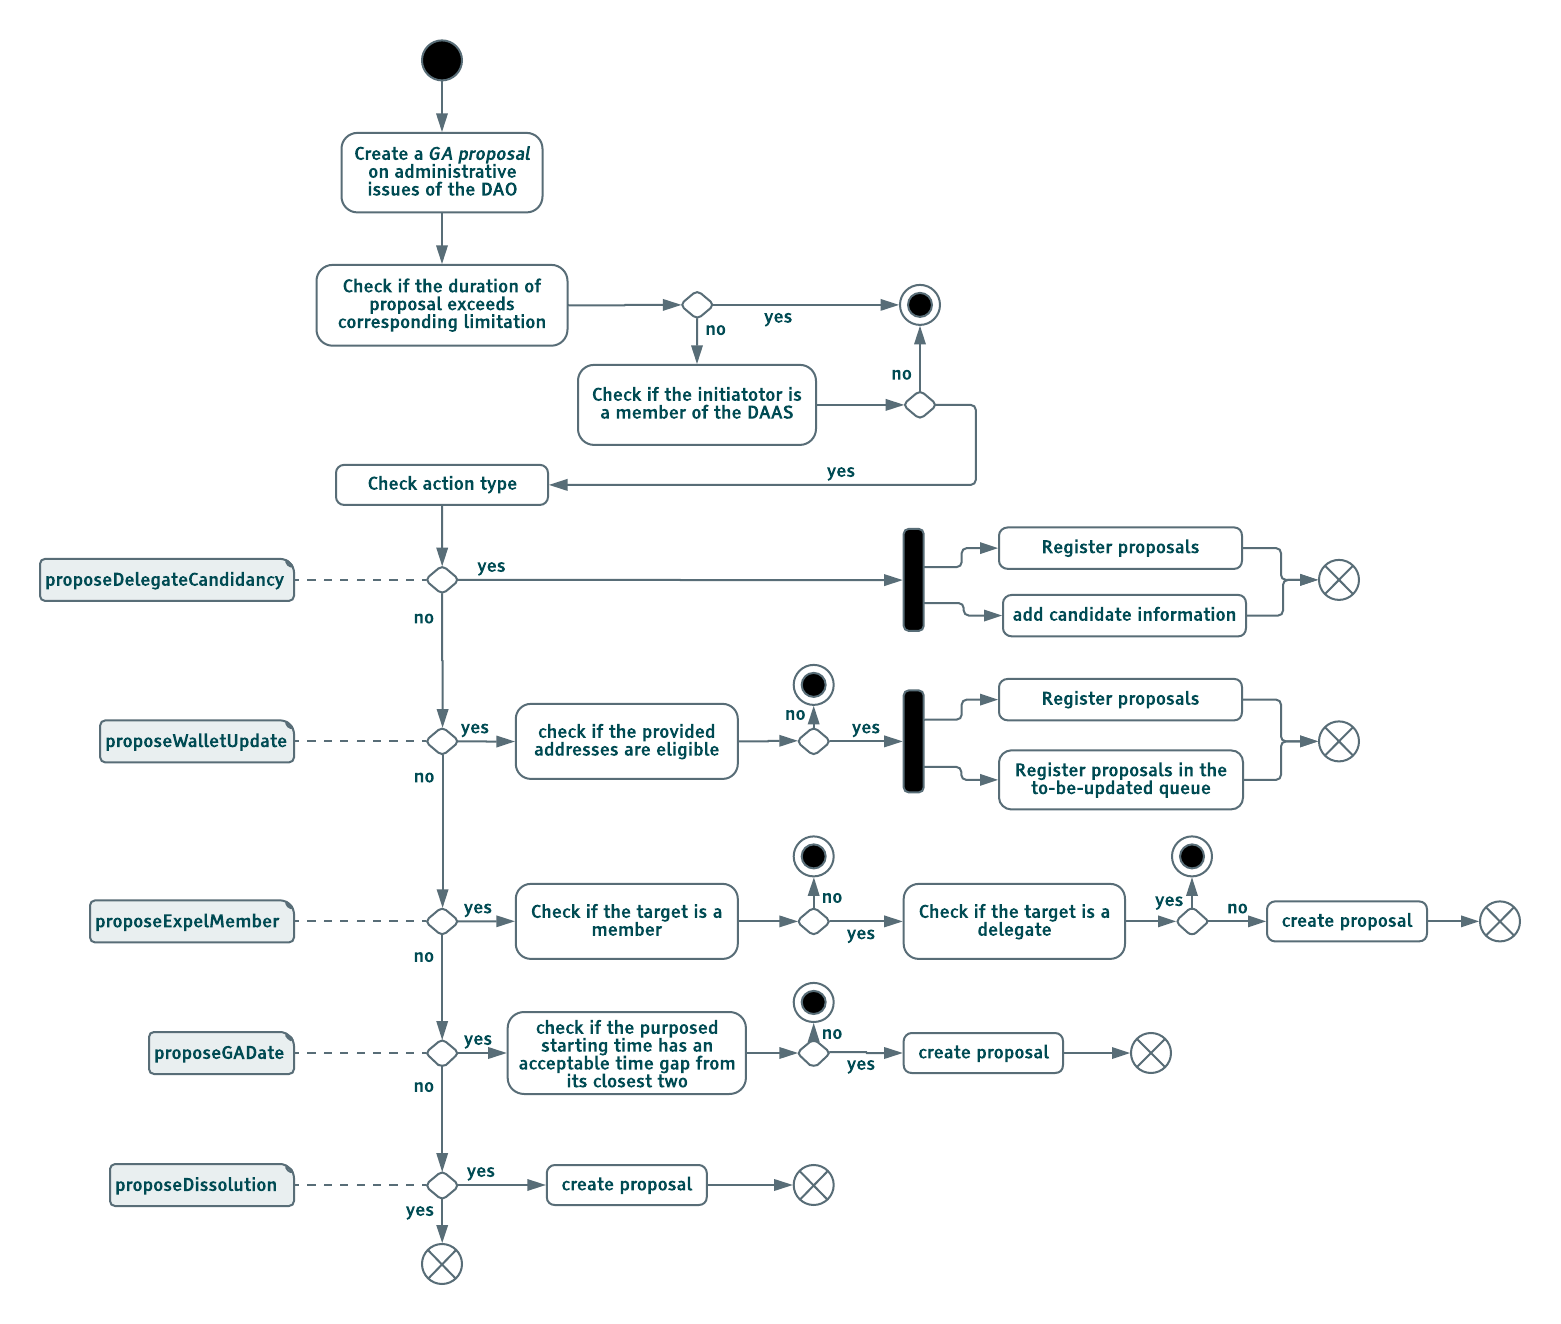 Create a GA proposal
on administrative
issues of the DAO
Check if the duration of
proposal exceeds
corresponding limitation
yes
no
Check if the initiatotor is
a member of the DAAS
no
yes
Check action type
proposeDelegateCandidancy
yes
no
Register proposals
add candidate information
proposeWalletUpdate
yes
no
check if the provided
addresses are eligible
no
yes
Register proposals
Register proposals in the
to-be-updated queue
proposeExpelMember
yes
no
Check if the target is a
member
no
yes
Check if the target is a
delegate
yes
no
create proposal
proposeGADate
yes
no
check if the purposed
starting time has an
acceptable time gap from
its closest two
no
yes
create proposal
proposeDissolution
yes
yes
create proposal